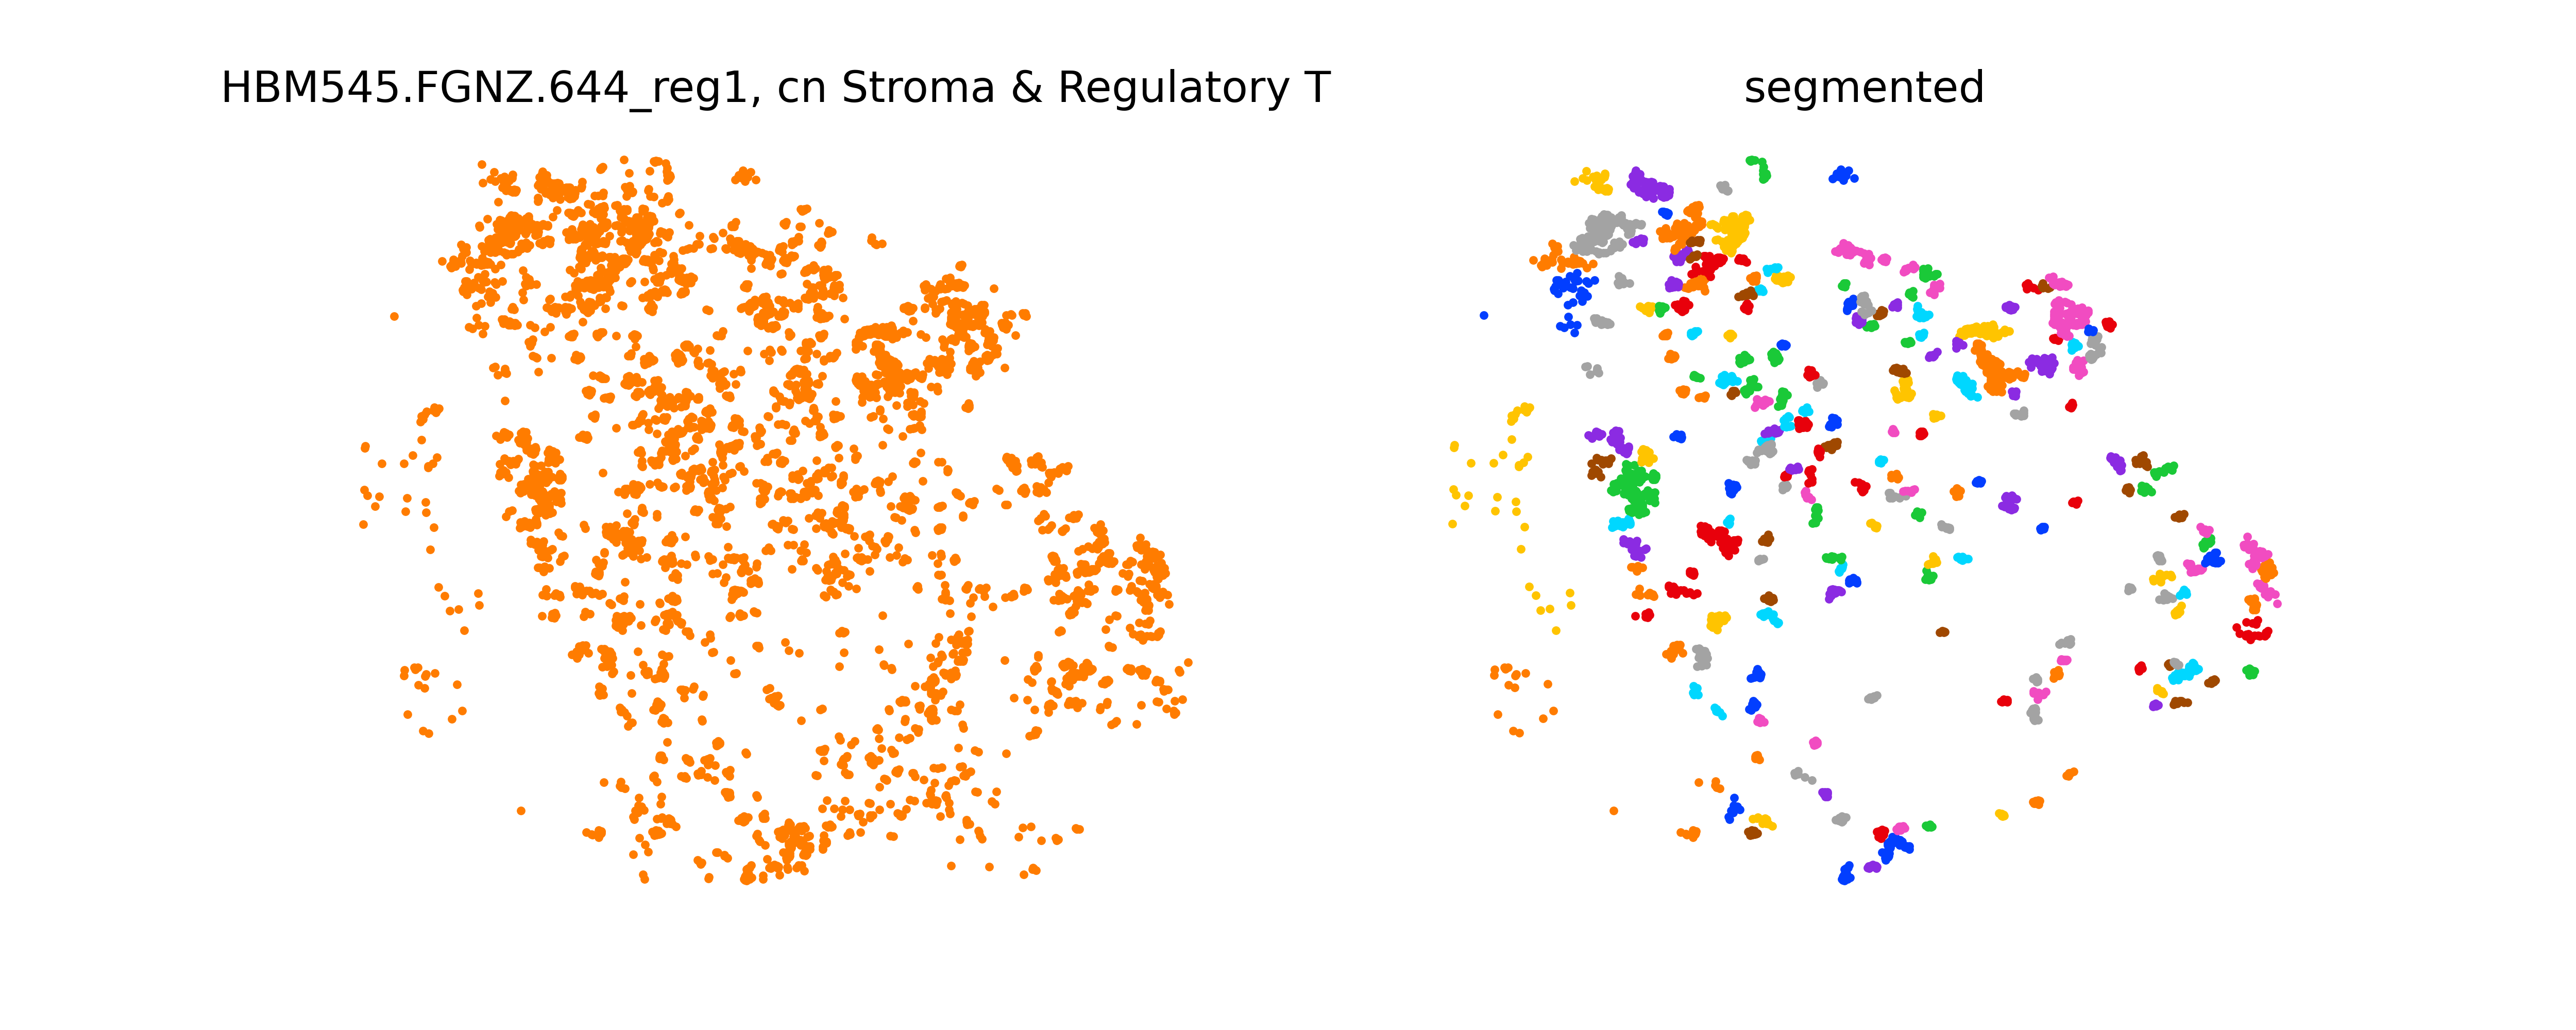 HBM545.FGNZ.644_reg1, cn Stroma & Regulatory T
segmented